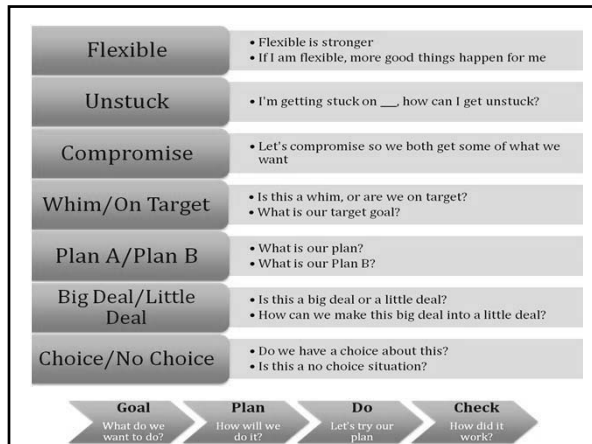 Flexible
• Flexible is stronger
• If I am flexible, more good things happen for me
Unstuck
• I'm getting stuck on __, how can I get unstuck?
Compromise
• Let's compromise so we both get some of what we
want
Whim/On Target
• Is this a whim, or are we on target?
• What is our target goal?
Plan A/Plan B
• What is our plan?
• What is our Plan B?
Big Deal/Little
Deal
• Is this a big deal or a little deal?
• How can we make this big deal into a little deal?
Choice/No Choice
• Do we have a choice about this?
• Is this a no choice situation?
Goal
What do we
want to do?
Plan
How will we
do it?
Do
Let's try our
plan
Check
How did it
work?